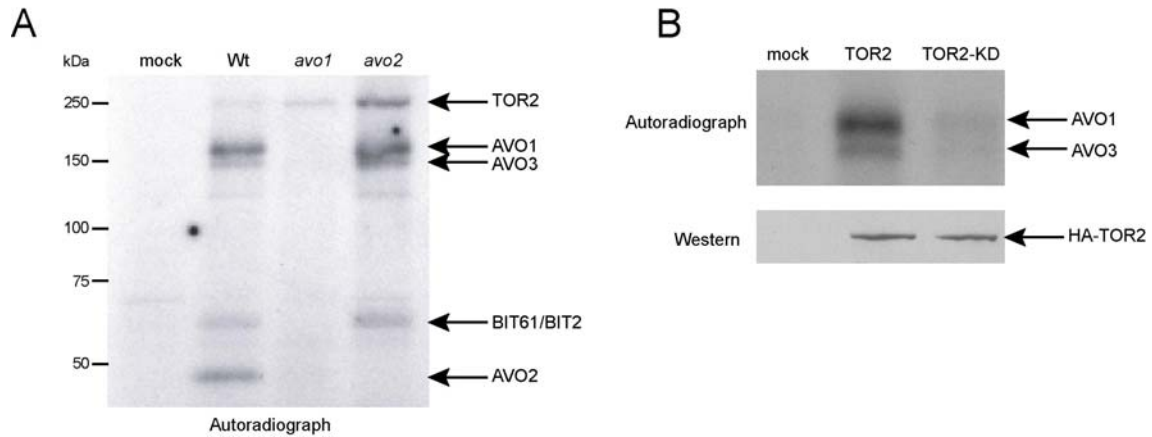 A
kDa mock Wt avo1 avo2
250
TOR2
AVO1
150
AVO3
100
75
BIT61/BIT2
50
AVO2
Autoradiograph
B
mock TOR2 TOR2-KD
Autoradiograph
AVO1
AVO3
Western
HA-TOR2